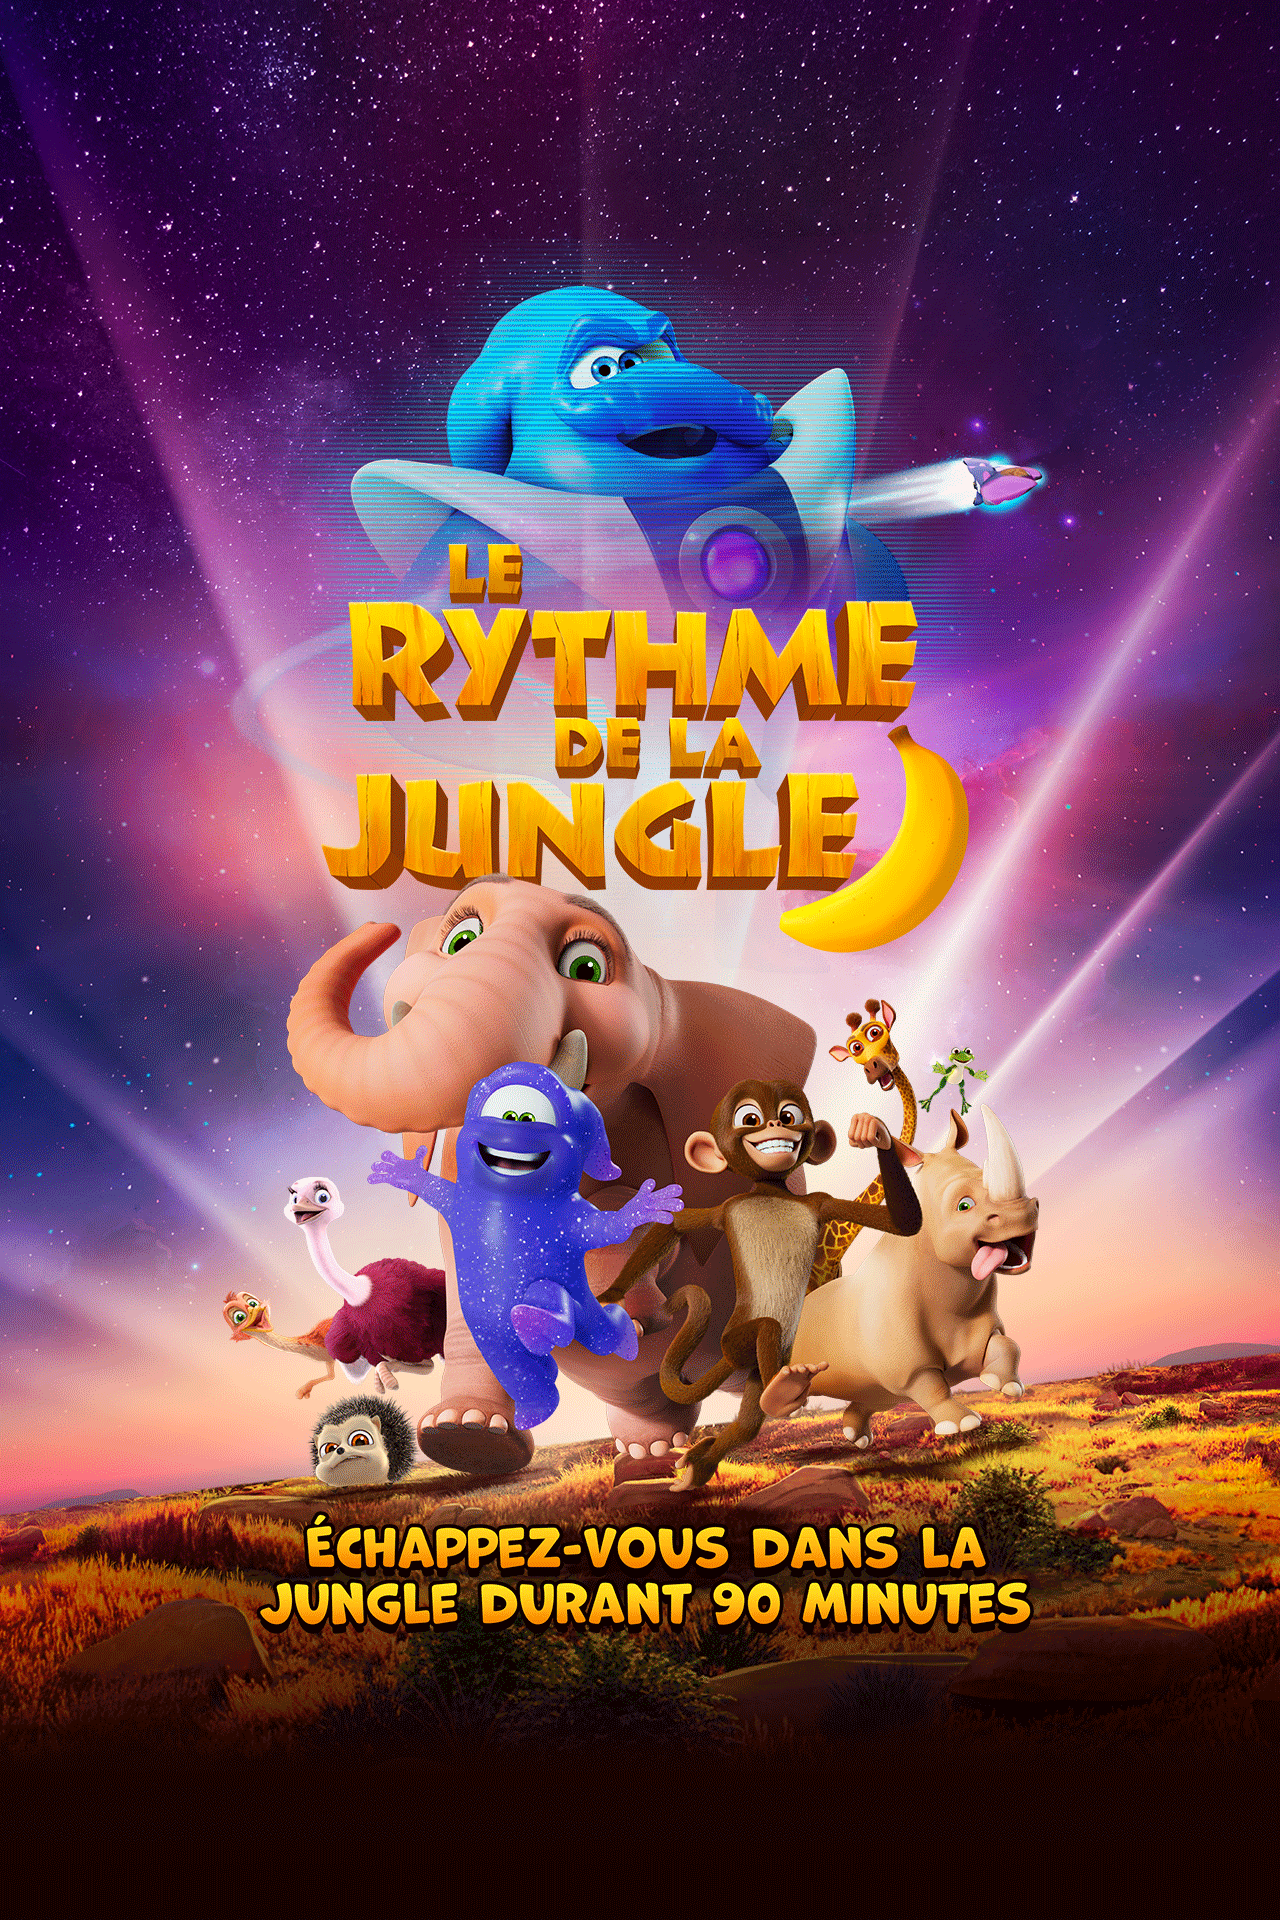 LE
RYTHME
DE LA
JUNGLE
ÉCHAPPEZ-VOUS DANS LA
JUNGLE DURANT 90 MINUTES